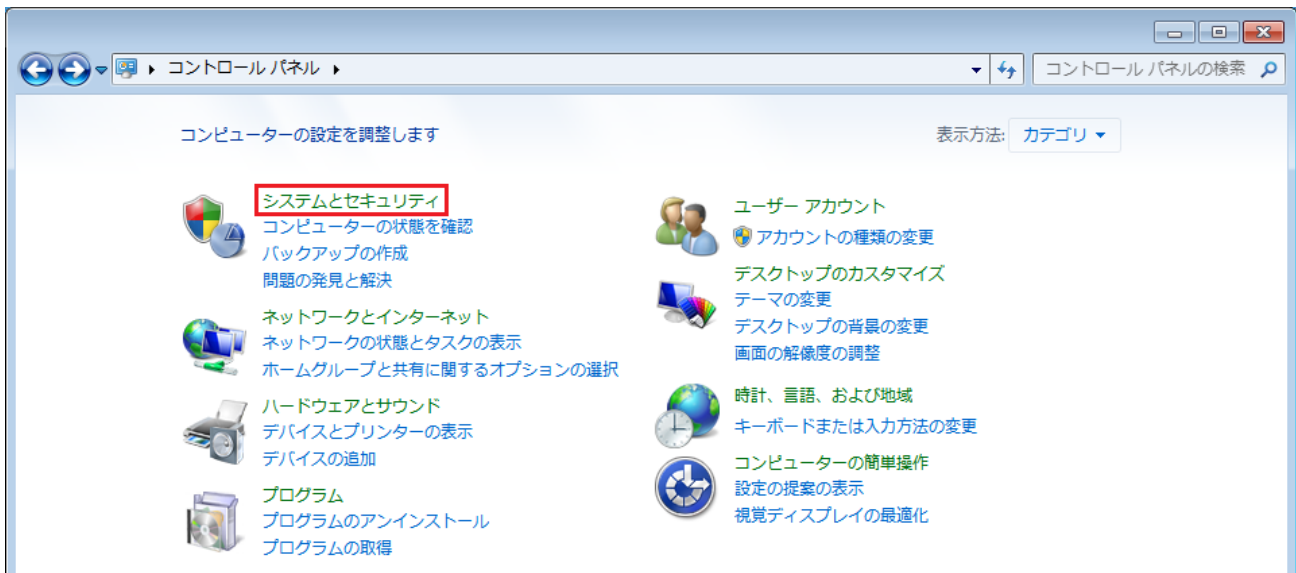 コントロール パネル
コントロール パネルの検索
コンピューターの設定を調整します
表示方法: カテゴリ
システムとセキュリティ
コンピューターの状態を確認
バックアップの作成
問題の発見と解決
ネットワークとインターネット
ネットワークの状態とタスクの表示
ホームグループと共有に関するオプションの選択
ハードウェアとサウンド
デバイスとプリンターの表示
デバイスの追加
プログラム
プログラムのアンインストール
プログラムの取得
ユーザー アカウント
アカウントの種類の変更
デスクトップのカスタマイズ
テーマの変更
デスクトップの背景の変更
画面の解像度の調整
時計、言語、および地域
キーボードまたは入力方法の変更
コンピューターの簡単操作
設定の提案の表示
視覚ディスプレイの最適化